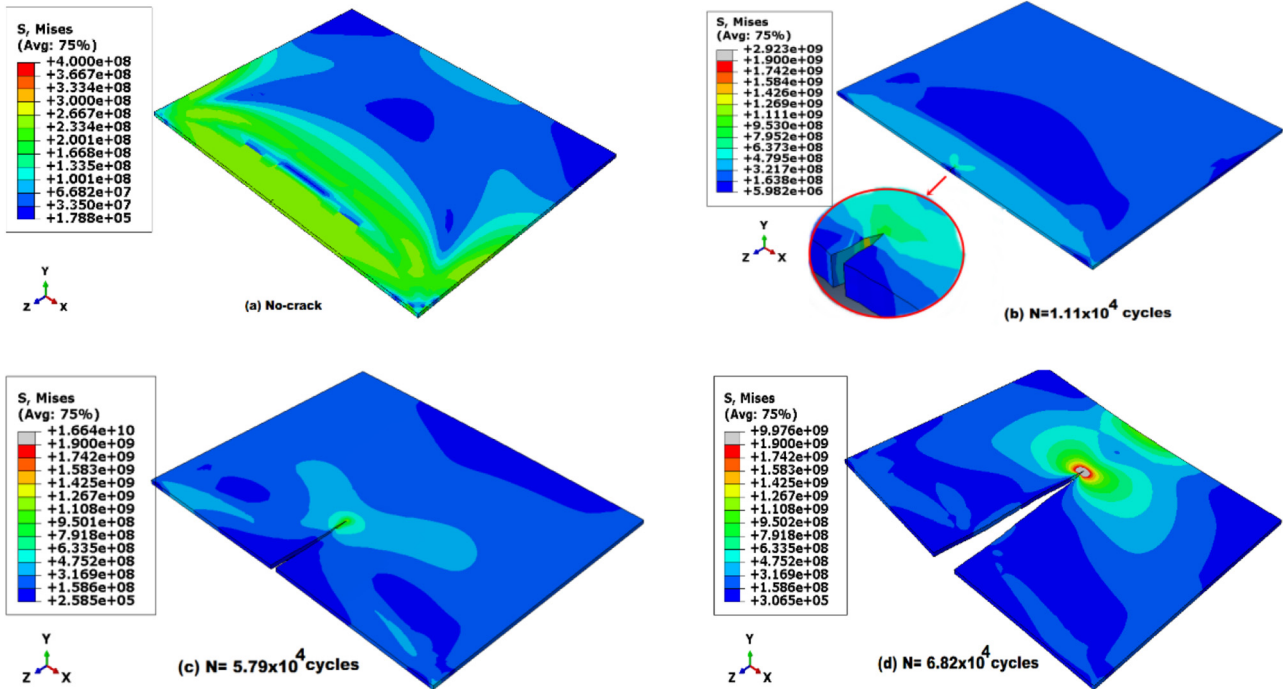 S, Mises
(Avg: 75%)
+4.000e+08
+3.667e+08
+3.334e+08
+3.000e+08
+2.667e+08
+2.334e+08
+2.001e+08
+1.668e+08
+1.335e+08
+1.001e+08
+6.682e+07
+3.350e+07
+1.788e+05
Y
Z X
(a) No-crack
S, Mises
(Avg: 75%)
+2.923e+09
+1.900e+09
+1.742e+09
+1.584e+09
+1.426e+09
+1.269e+09
+1.111e+09
+9.530e+08
+7.952e+08
+6.373e+08
+4.795e+08
+3.217e+08
+1.638e+08
+5.982e+06
Y
Z X
(b) N=1.11x10⁴ cycles
S, Mises
(Avg: 75%)
+1.664e+10
+1.900e+09
+1.742e+09
+1.583e+09
+1.425e+09
+1.267e+09
+1.108e+09
+9.501e+08
+7.918e+08
+6.335e+08
+4.752e+08
+3.169e+08
+1.586e+08
+2.585e+05
Y
Z X
(c) N= 5.79x10⁴ cycles
S, Mises
(Avg: 75%)
+9.976e+09
+1.900e+09
+1.742e+09
+1.583e+09
+1.425e+09
+1.267e+09
+1.108e+09
+9.502e+08
+7.918e+08
+6.335e+08
+4.752e+08
+3.169e+08
+1.586e+08
+3.065e+05
Y
Z X
(d) N= 6.82x10⁴ cycles